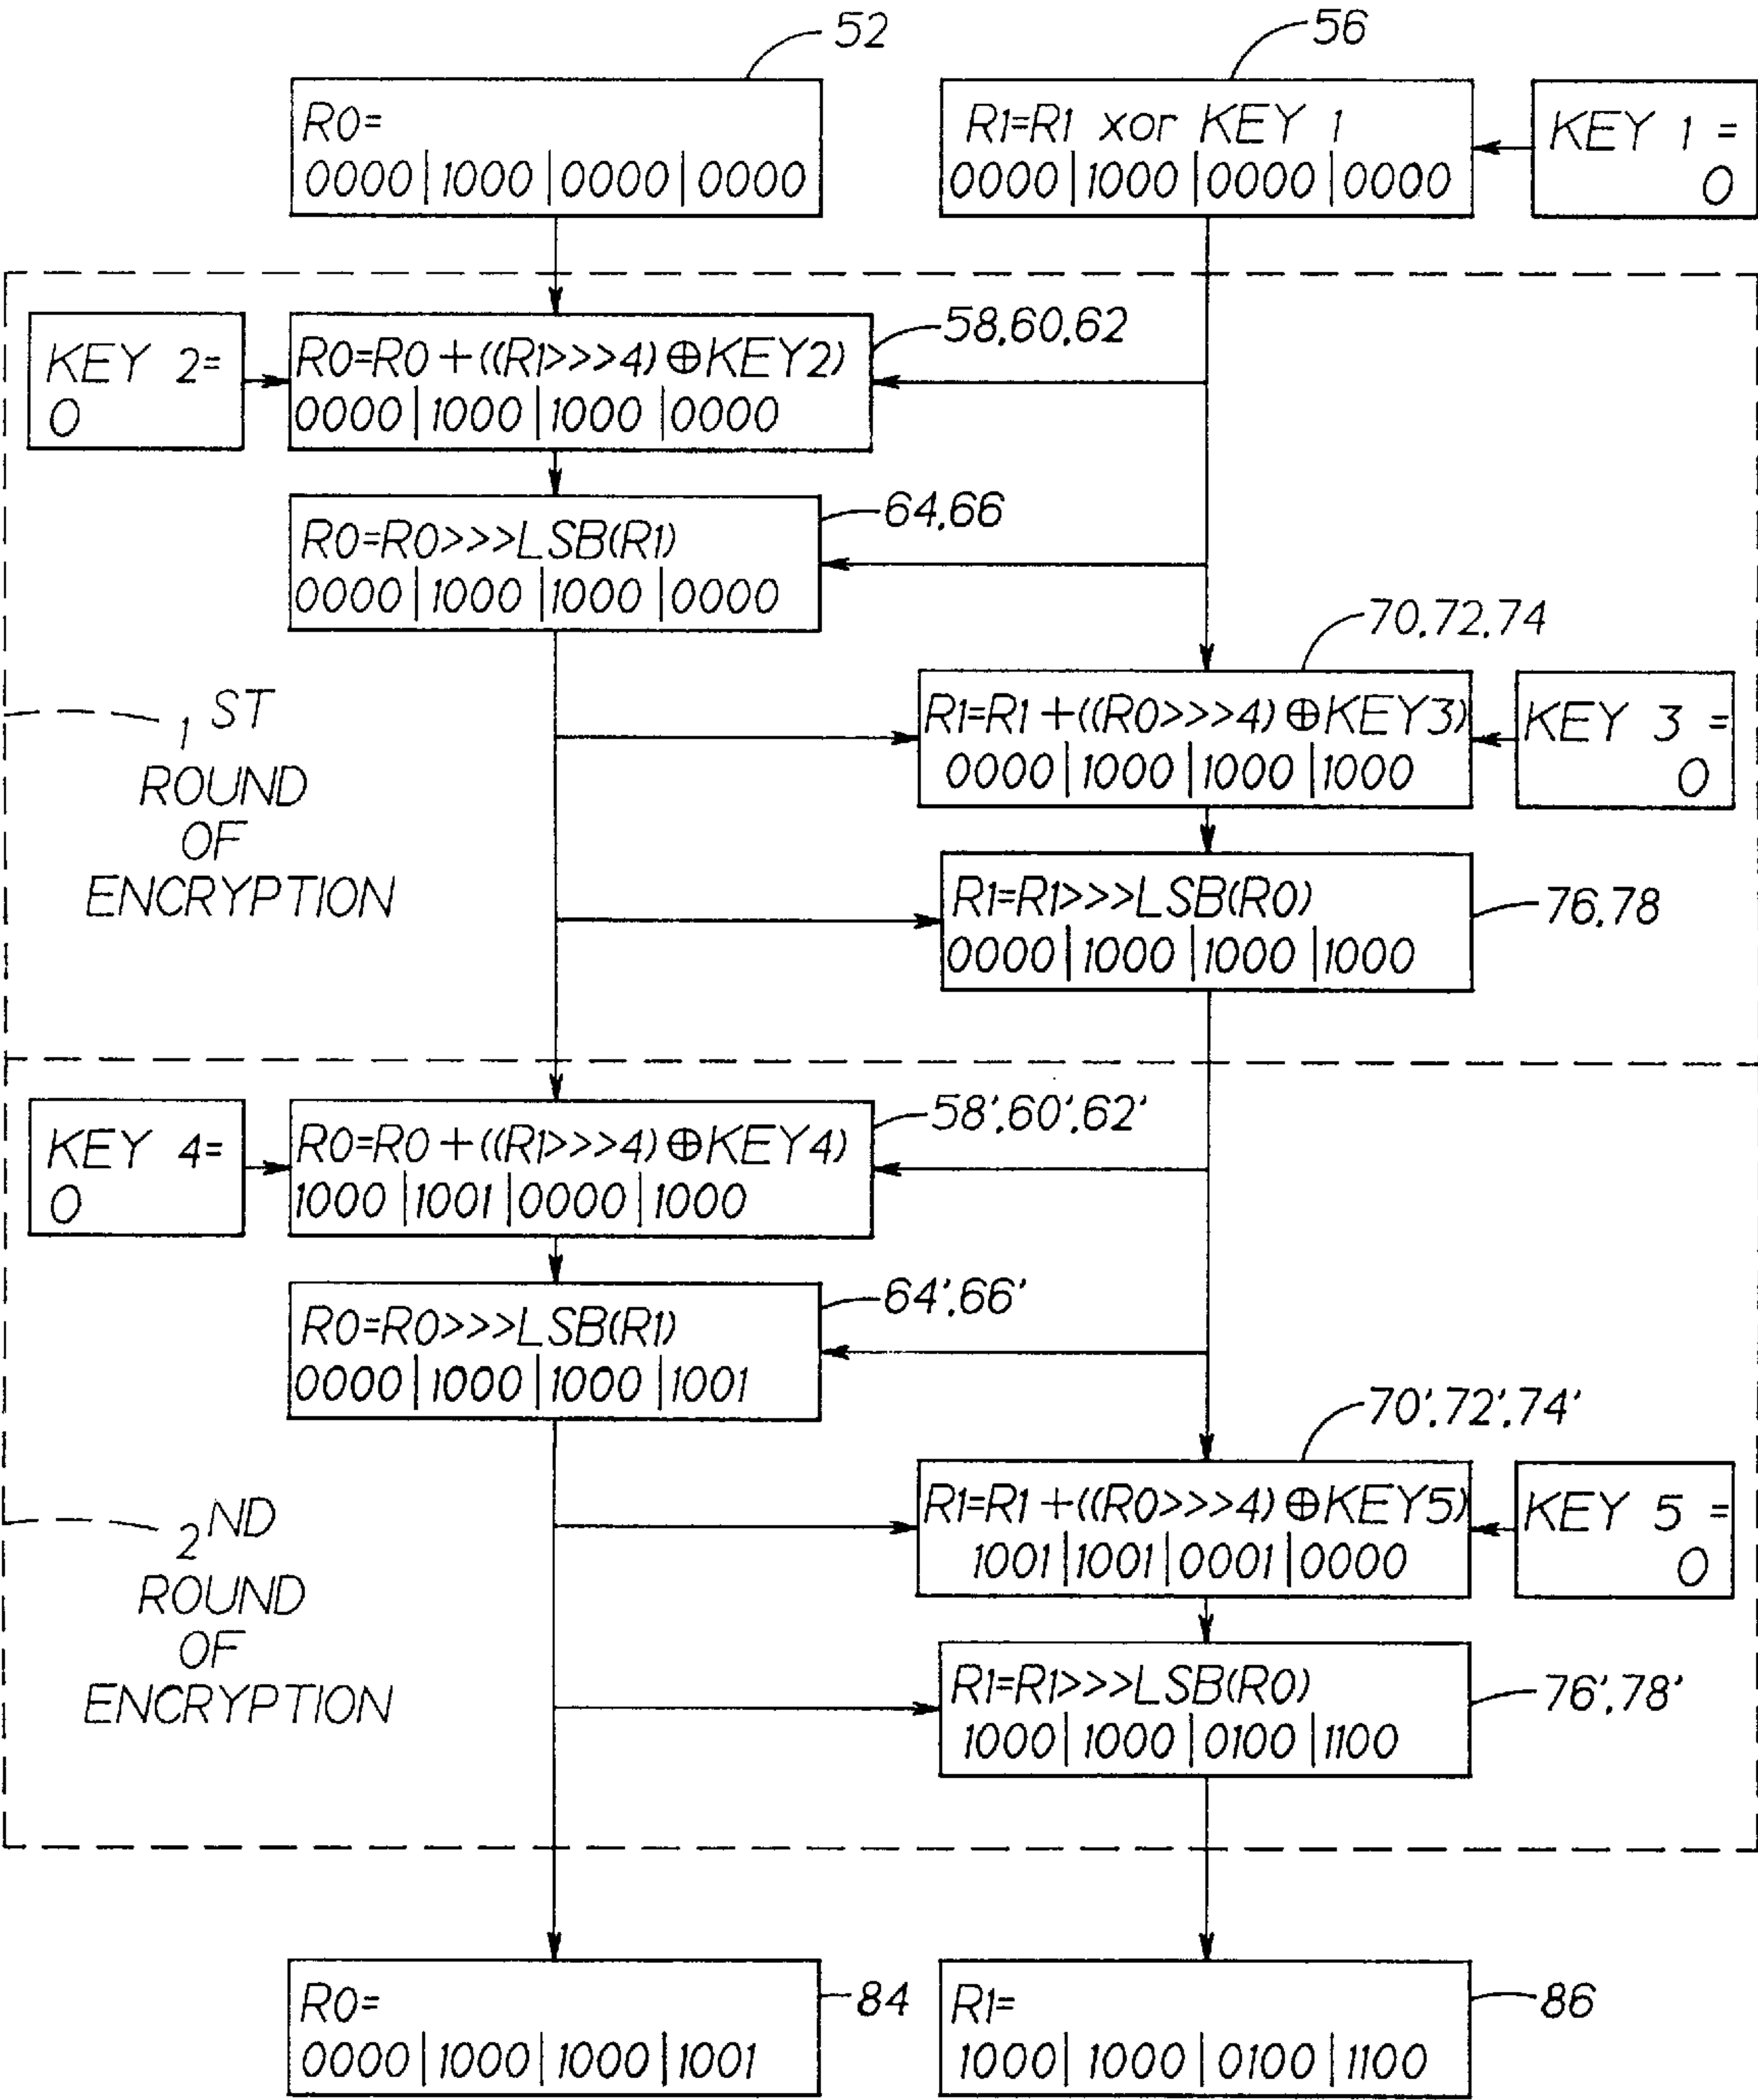 52
56
R0=
0000|1000|0000|0000
R1=R1 xor KEY 1
0000|1000|0000|0000
KEY 1 =
0
KEY 2=
0
R0=R0+((R1>>>4)⊕KEY2)
0000|1000|1000|0000
58,60,62
R0=R0>>>LSB(R1)
0000|1000|1000|0000
64,66
70,72,74
R1=R1+((R0>>>4)⊕KEY3)
0000|1000|1000|1000
KEY 3 =
0
1 ST
ROUND
OF
ENCRYPTION
R1=R1>>>LSB(R0)
0000|1000|1000|1000
76,78
KEY 4=
0
R0=R0+((R1>>>4)⊕KEY4)
1000|1001|0000|1000
58',60',62'
R0=R0>>>LSB(R1)
0000|1000|1000|1001
64',66'
70',72',74'
R1=R1+((R0>>>4)⊕KEY5)
1001|1001|0001|0000
KEY 5 =
0
2 ND
ROUND
OF
ENCRYPTION
R1=R1>>>LSB(R0)
1000|1000|0100|1100
76',78'
R0=
0000|1000|1000|1001
84
R1=
1000|1000|0100|1100
86